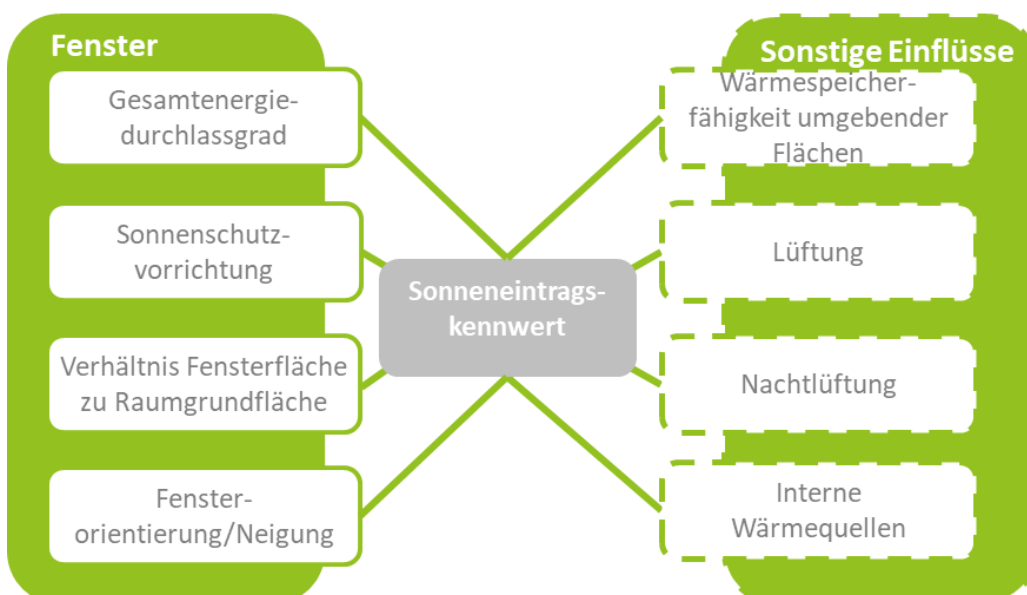 Fenster
Gesamtenergie-
durchlassgrad
Sonnenschutz-
vorrichtung
Verhältnis Fensterfläche
zu Raumgrundfläche
Fenster-
orientierung/Neigung
Sonneneintrags-
kennwert
Sonstige Einflüsse
Wärmespeicher-
fähigkeit umgebender
Flächen
Lüftung
Nachtlüftung
Interne
Wärmequellen